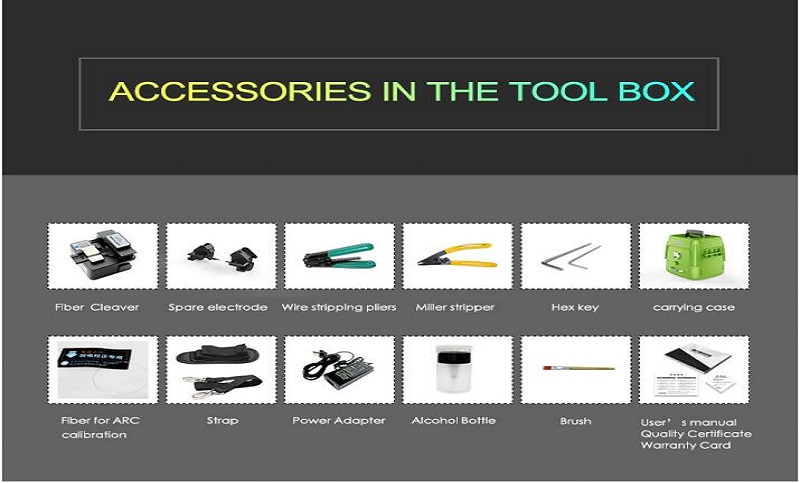 ACCESSORIES IN THE TOOL BOX
Fiber Cleaver
Spare electrode
Wire stripping pliers
Miller stripper
Hex key
carrying case
Fiber for ARC
calibration
Strap
Power Adapter
Alcohol Bottle
Brush
User's manual
Quality Certificate
Warranty Card